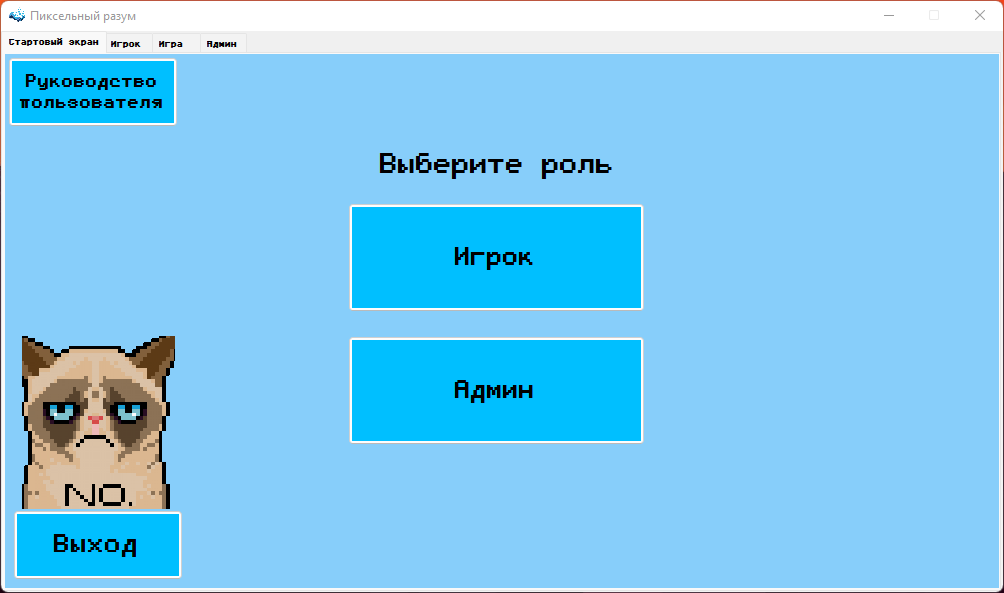 Пиксельный разум
Стартовый экран Игрок Игра Админ
Руководство
пользователя
Выберите роль
Игрок
Админ
NO.
Выход